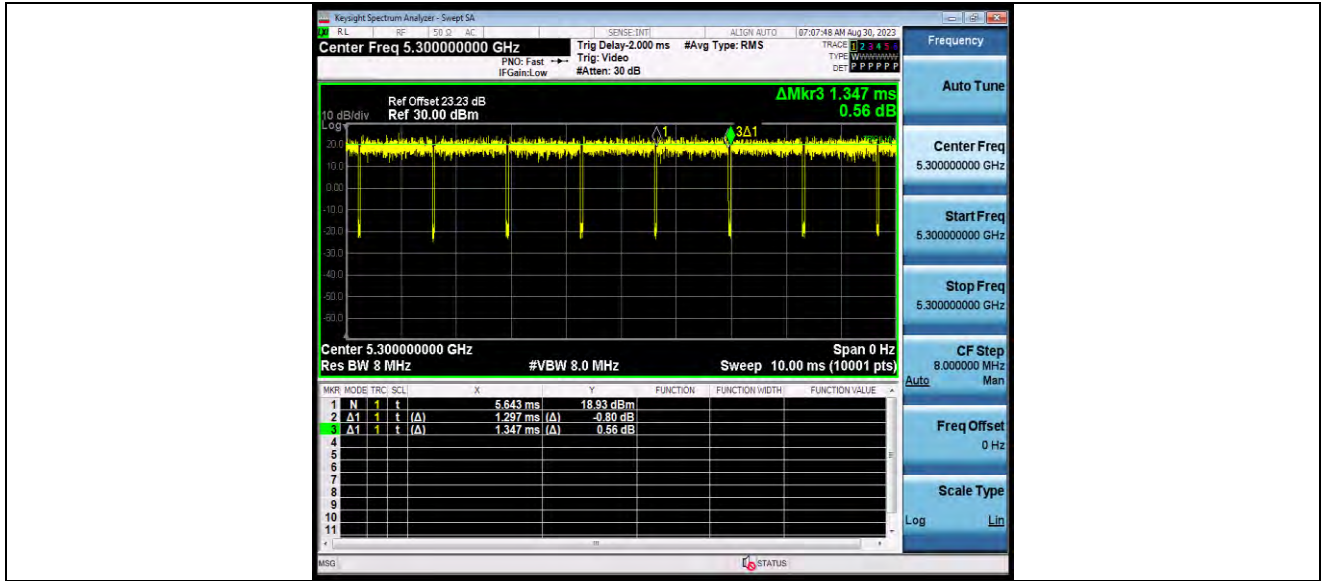 Keysight Spectrum Analyzer - Swept SA
RL RF 50 Ω AC SENSE:INT ALIGN AUTO 07:07:48 AM Aug 30, 2023
Center Freq 5.300000000 GHz
PNO: Fast
IFGain:Low
Trig Delay-2.000 ms
Trig: Video
#Atten: 30 dB
#Avg Type: RMS
TRACE 1 2 3 4 5 6
TYPE WWWWWW
DET P P P P P P
ΔMkr3 1.347 ms
0.56 dB
Ref Offset 23.23 dB
10 dB/div Ref 30.00 dBm
Log
20.0
10.0
0.00
-10.0
-20.0
-30.0
-40.0
-50.0
-60.0
1
3Δ1
Center 5.300000000 GHz Span 0 Hz
Res BW 8 MHz #VBW 8.0 MHz Sweep 10.00 ms (10001 pts)
MKR MODE TRC SCL X Y FUNCTION FUNCTION WIDTH FUNCTION VALUE
1 N 1 t 5.643 ms 18.93 dBm
2 Δ1 1 t (Δ) 1.297 ms (Δ) -0.80 dB
3 Δ1 1 t (Δ) 1.347 ms (Δ) 0.56 dB
4
5
6
7
8
9
10
11
MSG STATUS
Frequency
Auto Tune
Center Freq
5.300000000 GHz
Start Freq
5.300000000 GHz
Stop Freq
5.300000000 GHz
CF Step
8.000000 MHz
Auto Man
Freq Offset
0 Hz
Scale Type
Log Lin